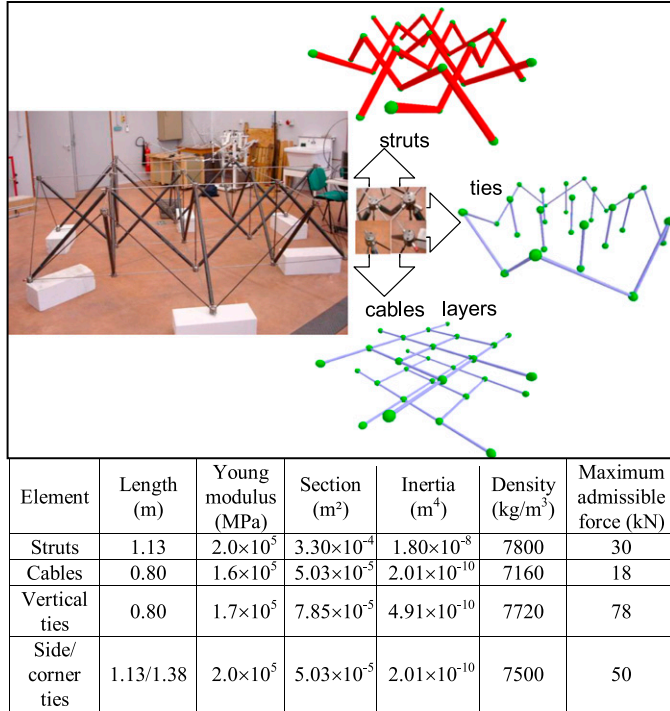 struts
ties
cables layers
Element Length (m) Young modulus (MPa) Section (m²) Inertia (m⁴) Density (kg/m³) Maximum admissible force (kN)
Struts 1.13 2.0×10⁵ 3.30×10⁻⁴ 1.80×10⁻⁸ 7800 30
Cables 0.80 1.6×10⁵ 5.03×10⁻⁵ 2.01×10⁻¹⁰ 7160 18
Vertical ties 0.80 1.7×10⁵ 7.85×10⁻⁵ 4.91×10⁻¹⁰ 7720 78
Side/ corner ties 1.13/1.38 2.0×10⁵ 5.03×10⁻⁵ 2.01×10⁻¹⁰ 7500 50